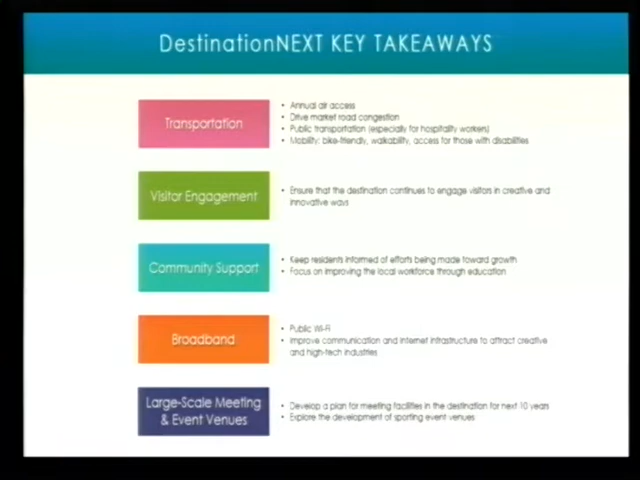 DestinationNEXT KEY TAKEAWAYS
Transportation
• Annual air access
• Drive market road congestion
• Public transportation (especially for hospitality workers)
• Mobility: bike-friendly, walkability, access for those with disabilities
Visitor Engagement
• Ensure that the destination continues to engage visitors in creative and
innovative ways
Community Support
• Keep residents informed of efforts being made toward growth
• Focus on improving the local workforce through education
Broadband
• Public Wi-Fi
• Improve communication and internet infrastructure to attract creative
and high-tech industries
Large-Scale Meeting
& Event Venues
• Develop a plan for meeting facilities in the destination for next 10 years
• Explore the development of sporting event venues